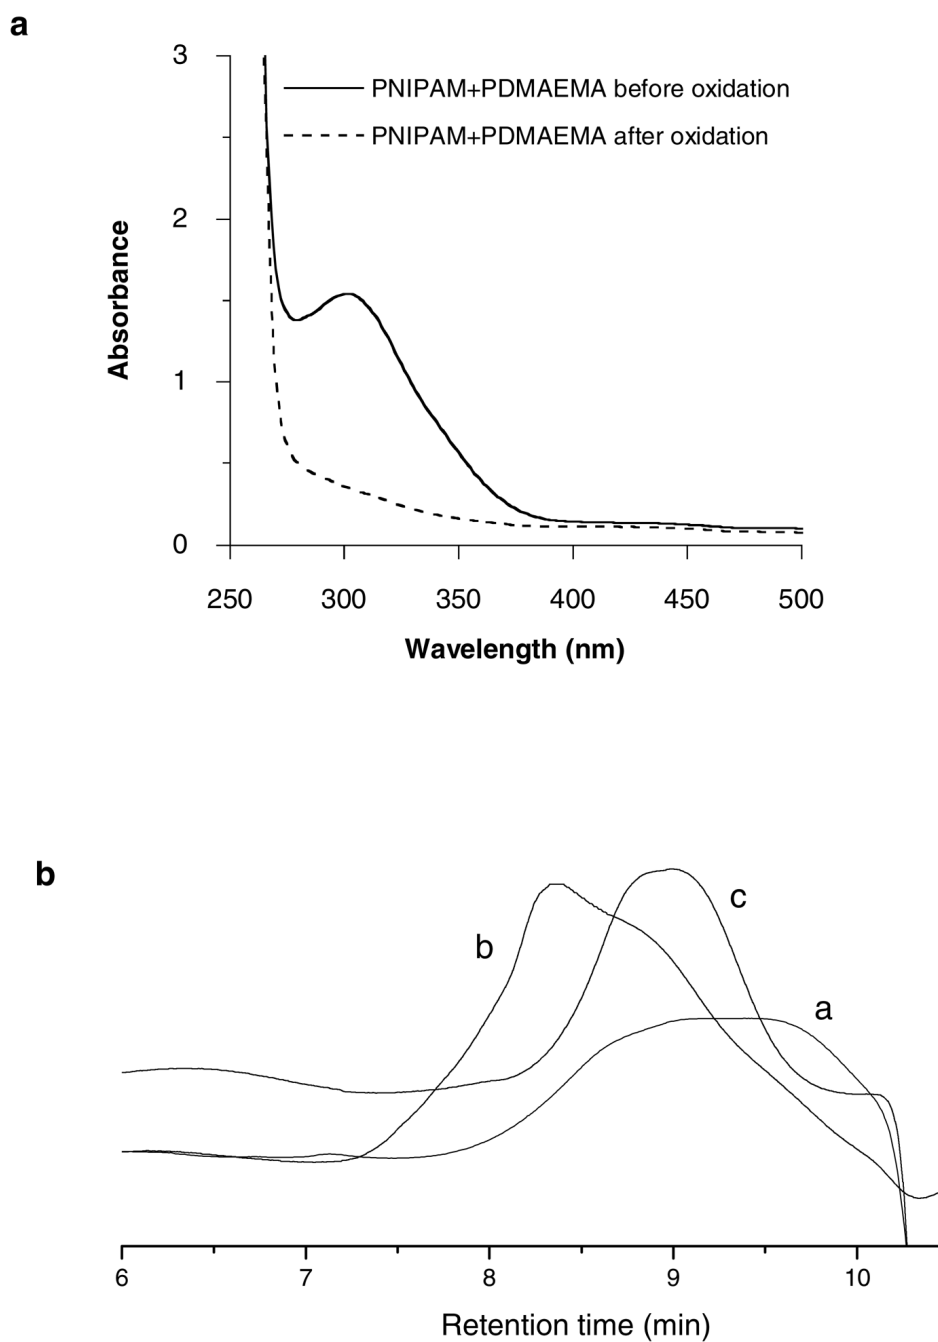 a
3
PNIPAM+PDMAEMA before oxidation
PNIPAM+PDMAEMA after oxidation
2
Absorbance
1
0
250 300 350 400 450 500
Wavelength (nm)
b
c
b
a
6 7 8 9 10
Retention time (min)